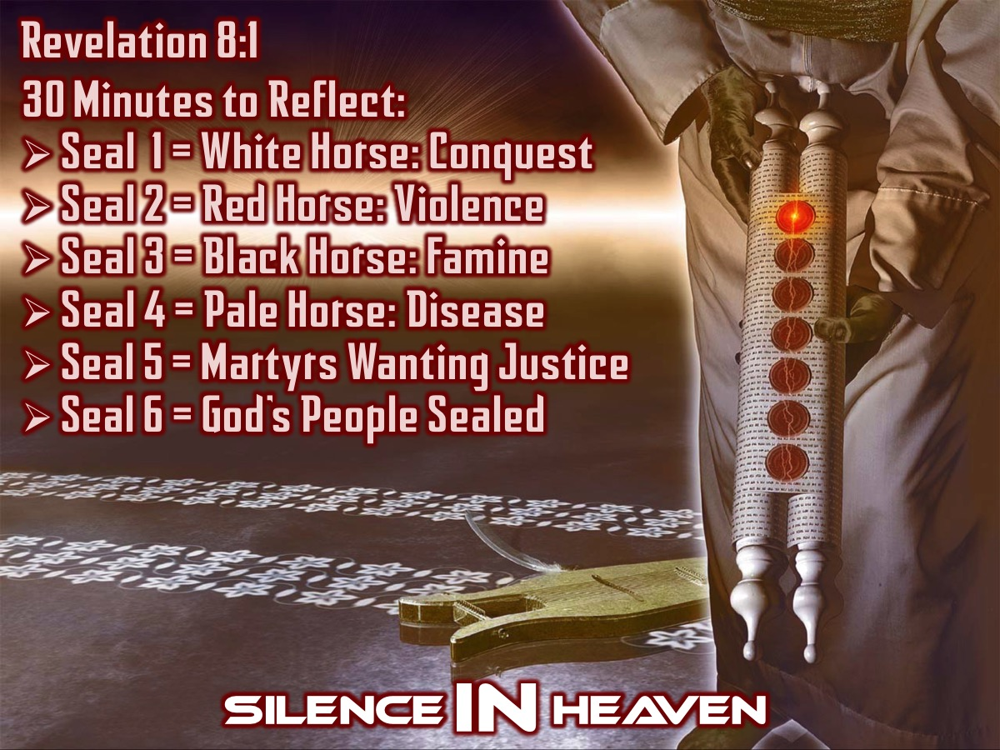 Revelation 8:1
30 Minutes to Reflect:
➢ Seal 1 = White Horse: Conquest
➢ Seal 2 = Red Horse: Violence
➢ Seal 3 = Black Horse: Famine
➢ Seal 4 = Pale Horse: Disease
➢ Seal 5 = Martyrs Wanting Justice
➢ Seal 6 = God's People Sealed
SILENCE IN HEAVEN